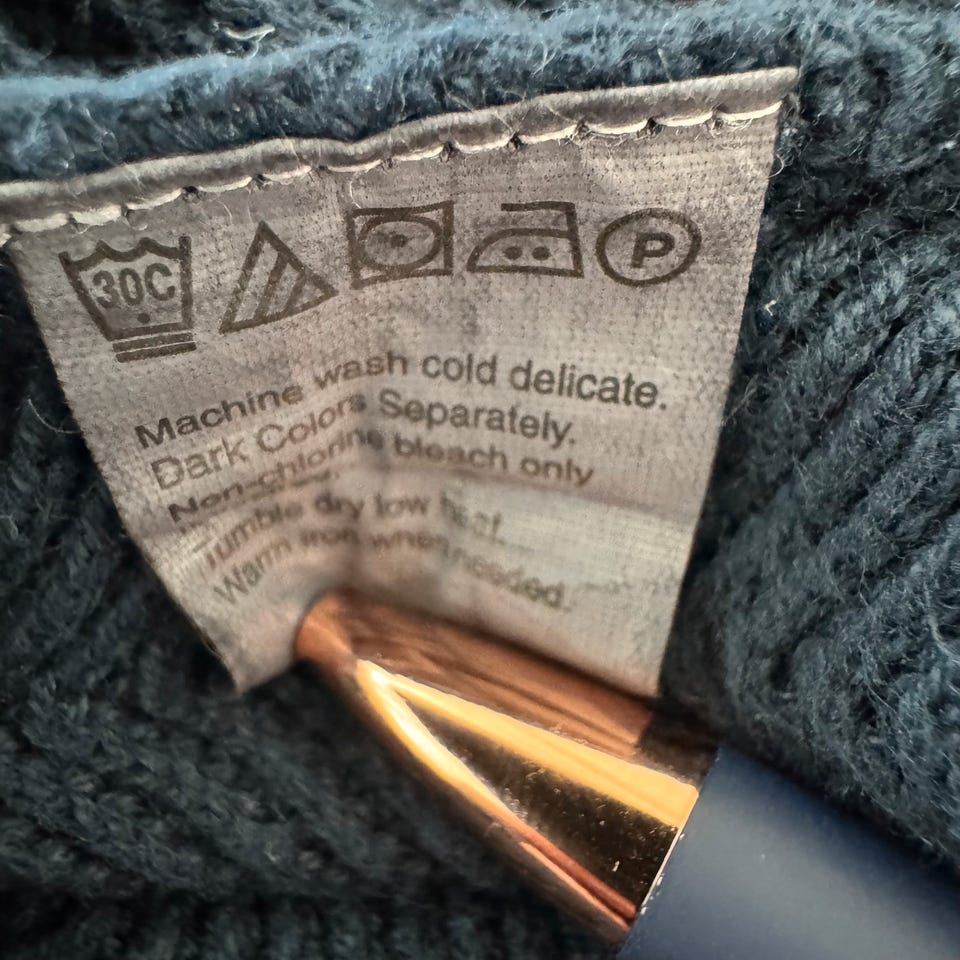 30C P
Machine wash cold delicate.
Dark Colors Separately.
Non-chlorine bleach only
Tumble dry low heat.
Warm iron when needed.